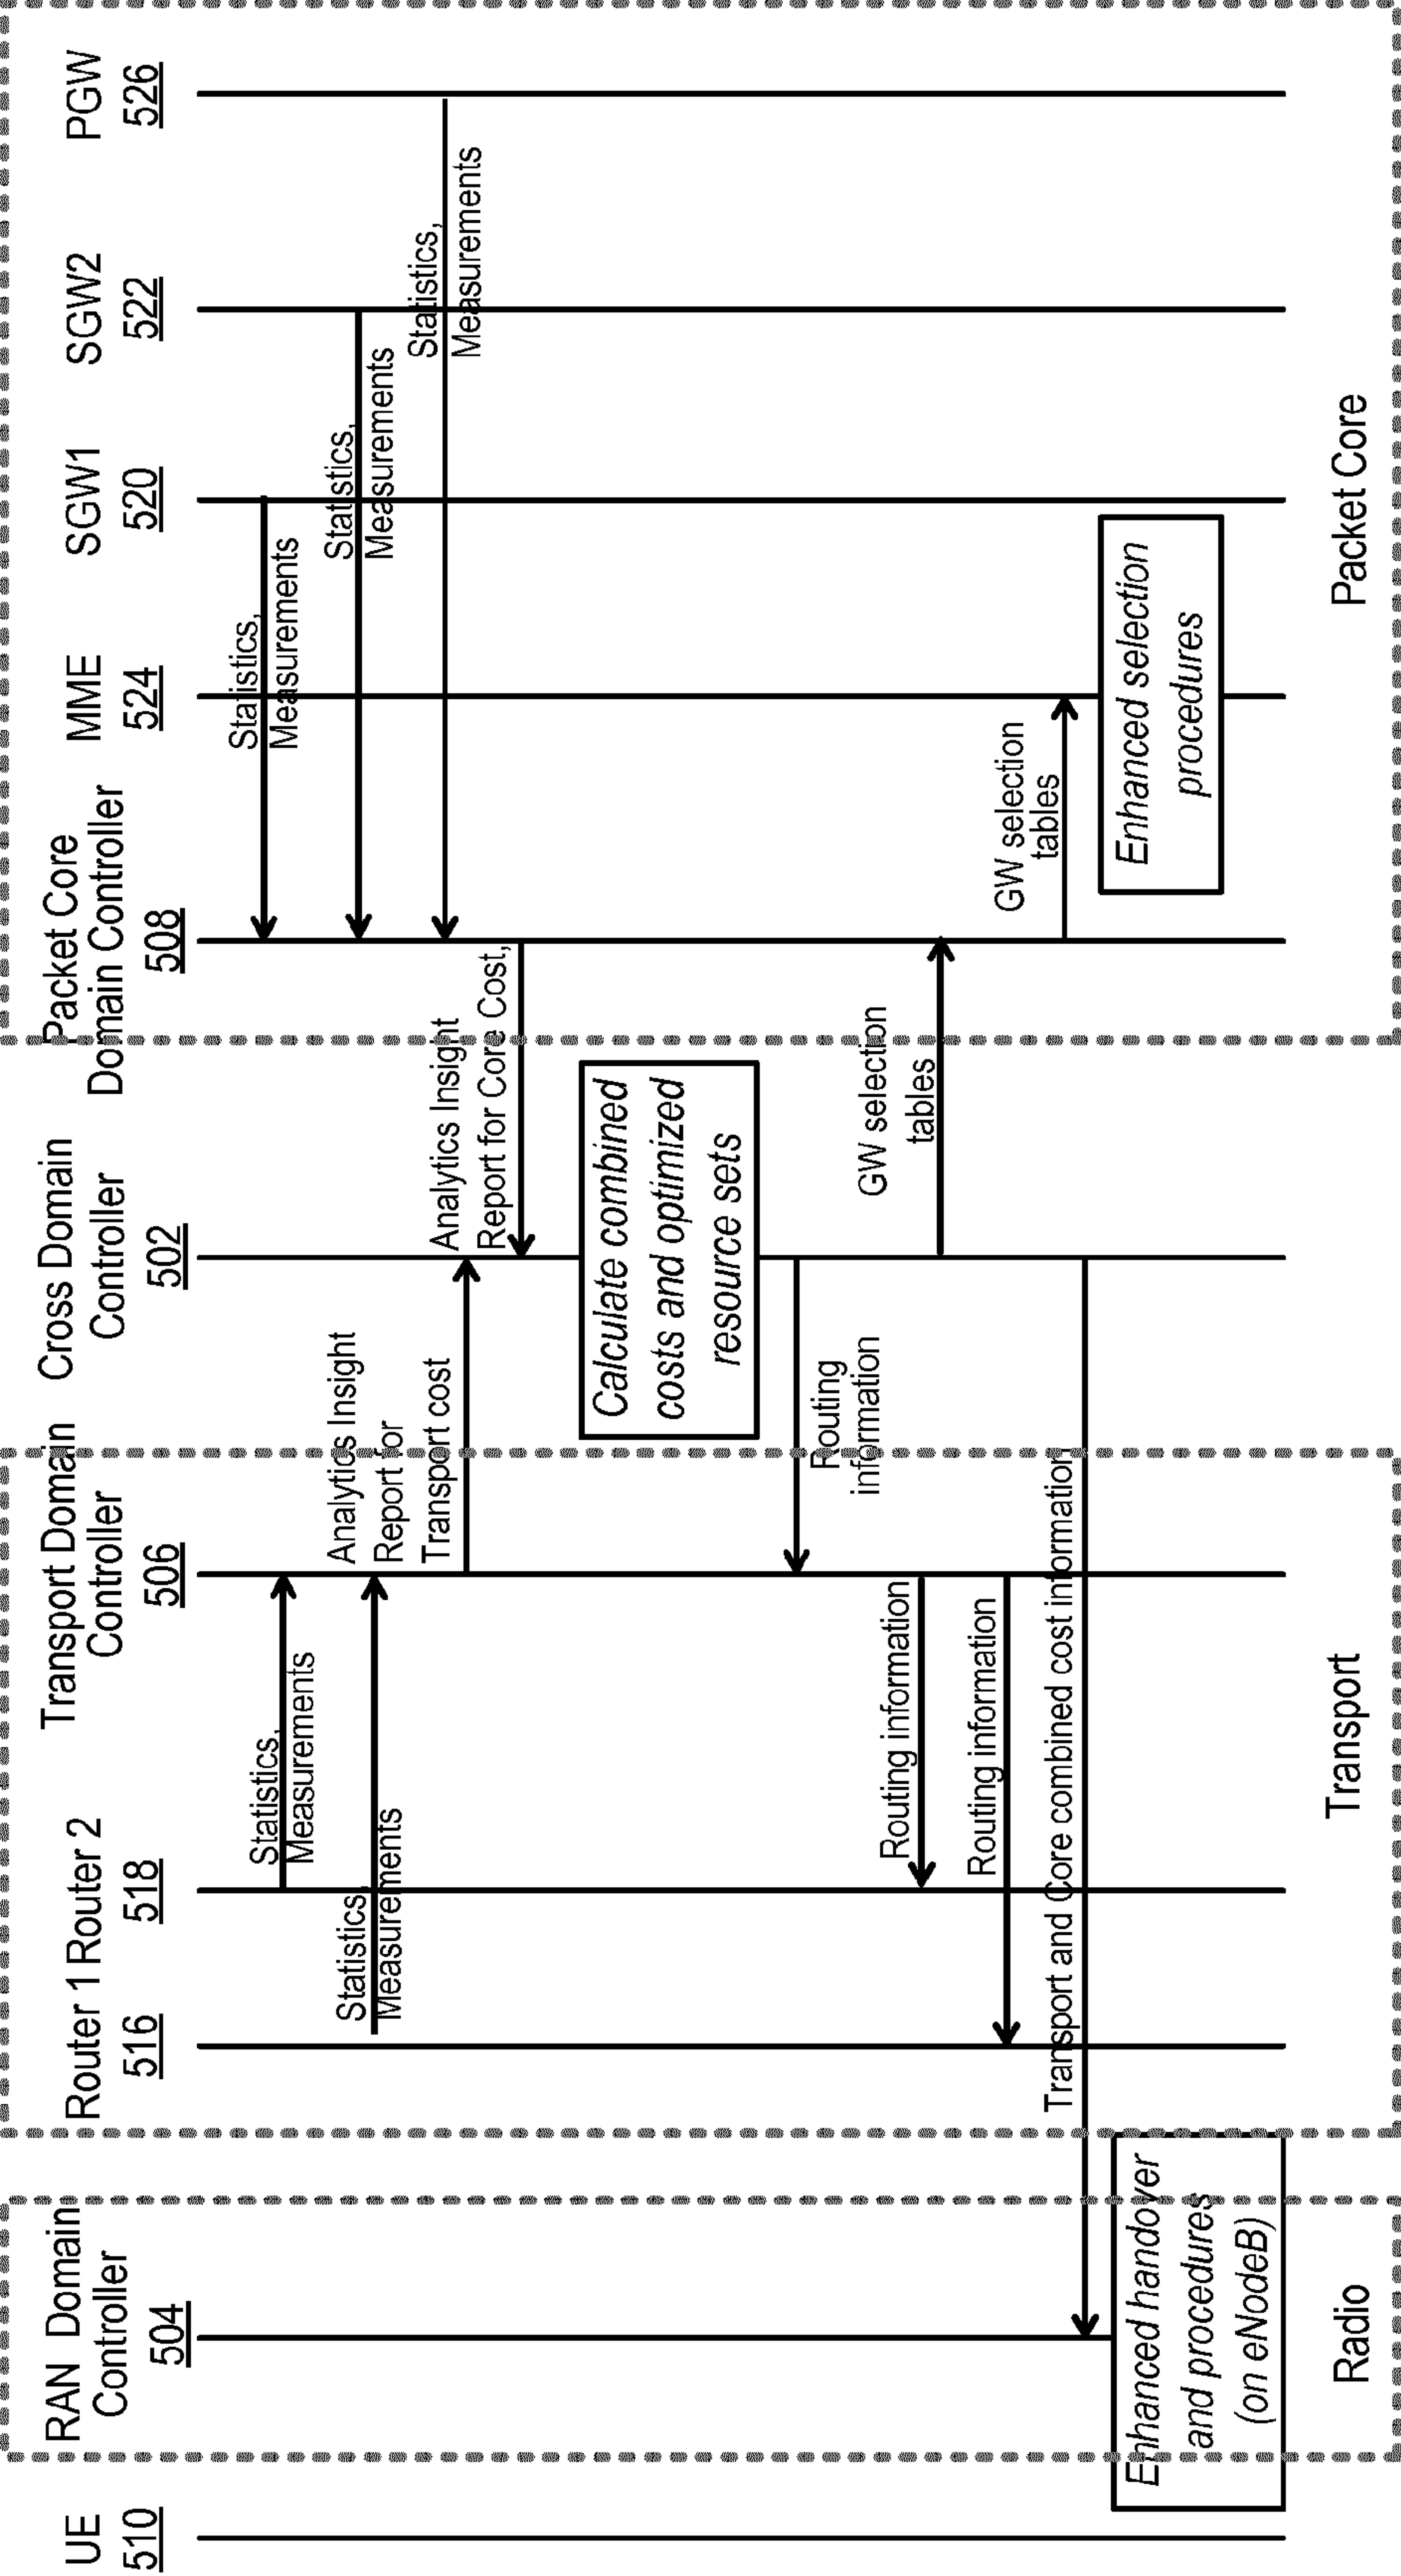 UE
510
RAN Domain
Controller
504
Router 1
516
Router 2
518
Transport Domain
Controller
506
Cross Domain
Controller
502
Packet Core
Domain Controller
508
MME
524
SGW1
520
SGW2
522
PGW
526
Statistics,
Measurements
Statistics,
Measurements
Statistics,
Measurements
Statistics,
Measurements
Statistics,
Measurements
Analytics Insight
Report for
Transport cost
Analytics Insight
Report for Core Cost,
Calculate combined
costs and optimized
resource sets
Routing
information
Routing information
GW selection
tables
Routing information
GW selection
tables
Transport and Core combined cost information,
Enhanced handover
and procedures
(on eNodeB)
Enhanced selection
procedures
Radio
Transport
Packet Core